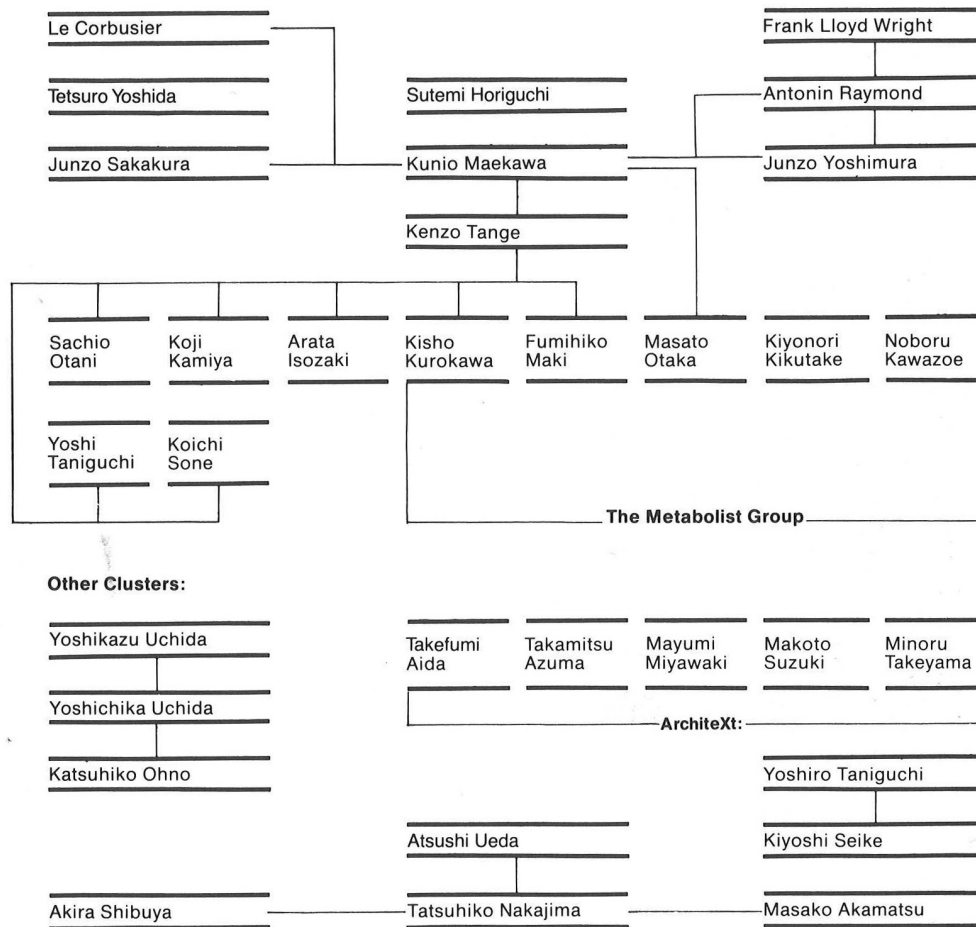 Le Corbusier
Frank Lloyd Wright
Tetsuro Yoshida
Sutemi Horiguchi
Antonin Raymond
Junzo Sakakura
Kunio Maekawa
Junzo Yoshimura
Kenzo Tange
Sachio
Otani
Koji
Kamiya
Arata
Isozaki
Kisho
Kurokawa
Fumihiko
Maki
Masato
Otaka
Kiyonori
Kikutake
Noboru
Kawazoe
Yoshi
Taniguchi
Koichi
Sone
The Metabolist Group
Other Clusters:
Yoshikazu Uchida
Yoshichika Uchida
Katsuhiko Ohno
Takefumi
Aida
Takamitsu
Azuma
Mayumi
Miyawaki
Makoto
Suzuki
Minoru
Takeyama
ArchiteXt:
Yoshiro Taniguchi
Atsushi Ueda
Kiyoshi Seike
Akira Shibuya
Tatsuhiko Nakajima
Masako Akamatsu